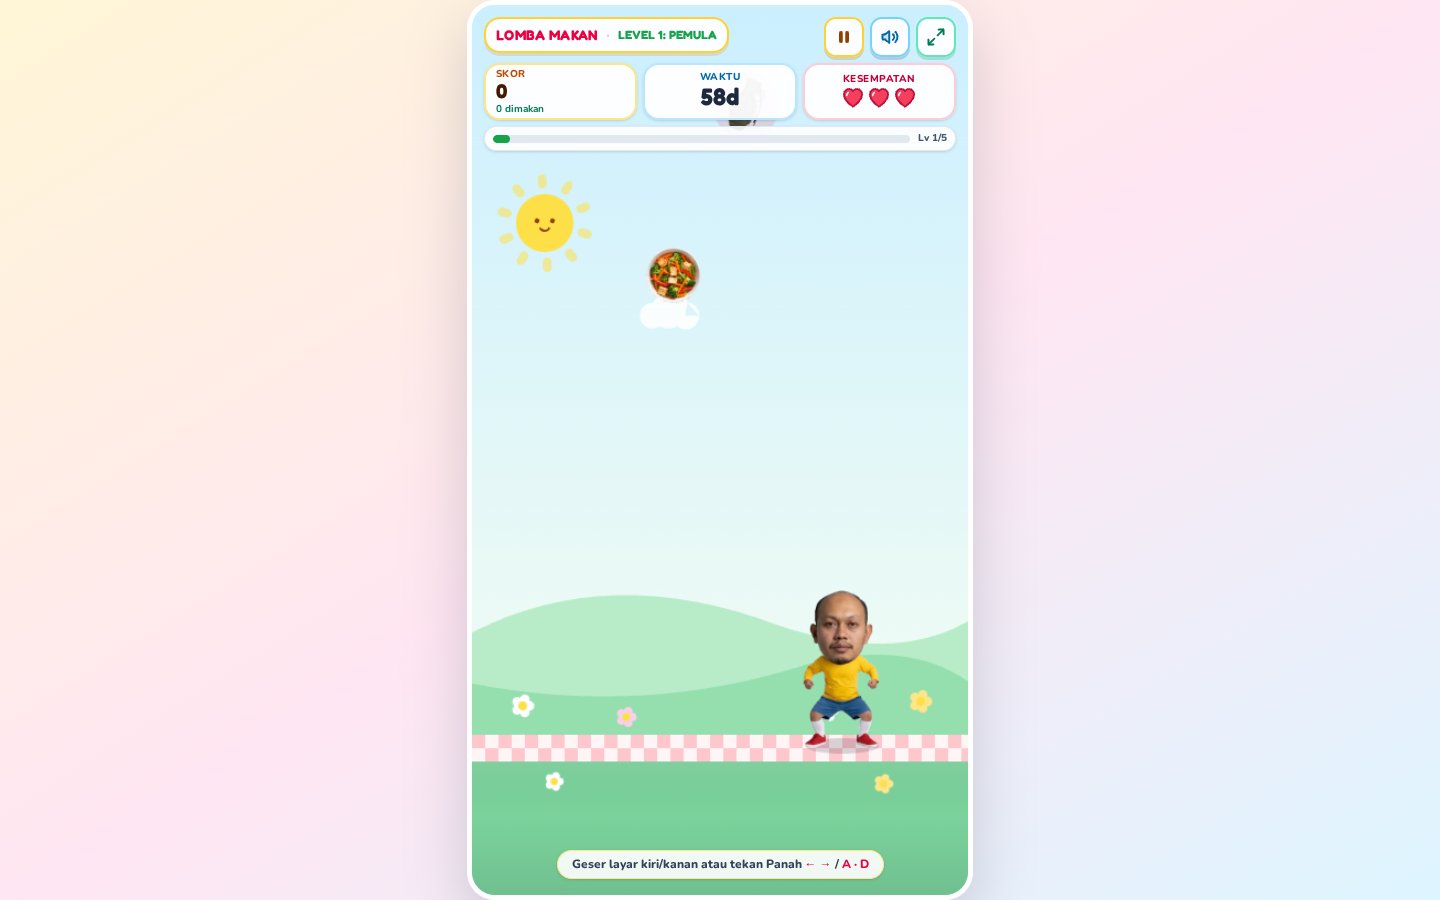 LOMBA MAKAN · LEVEL 1: PEMULA
SKOR
0
0 dimakan
WAKTU
58d
KESEMPATAN
Lv 1/5
Geser layar kiri/kanan atau tekan Panah ← → / A · D